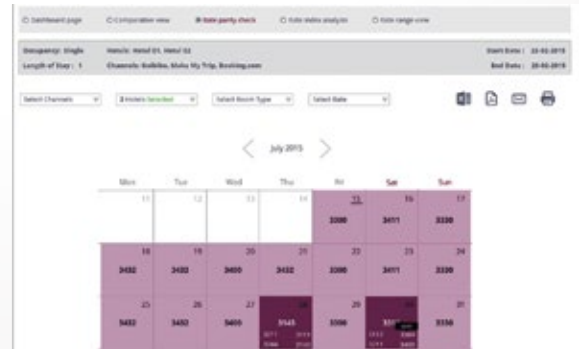 Dashboard page Comparative view Rate parity check Rate index analysis Rate range view
Occupancy: Single Hotels: Hotel 01, Hotel 02 Start Date : 22-02-2015
Length of Stay : 1 Channels: Goibibo, Make My Trip, Booking.com End Date : 28-02-2015
Select Channels 2 Hotels Selected Select Room Type Select Rate
July 2015
Mon Tue Wed Thu Fri Sat Sun
11 12 13 14 15 16 17
3300 3411 3330
18 19 20 21 22 23 24
3432 3432 3400 3432 3300 3411 3330
25 26 27 28 29 31
3432 3432 3400 3300 3330